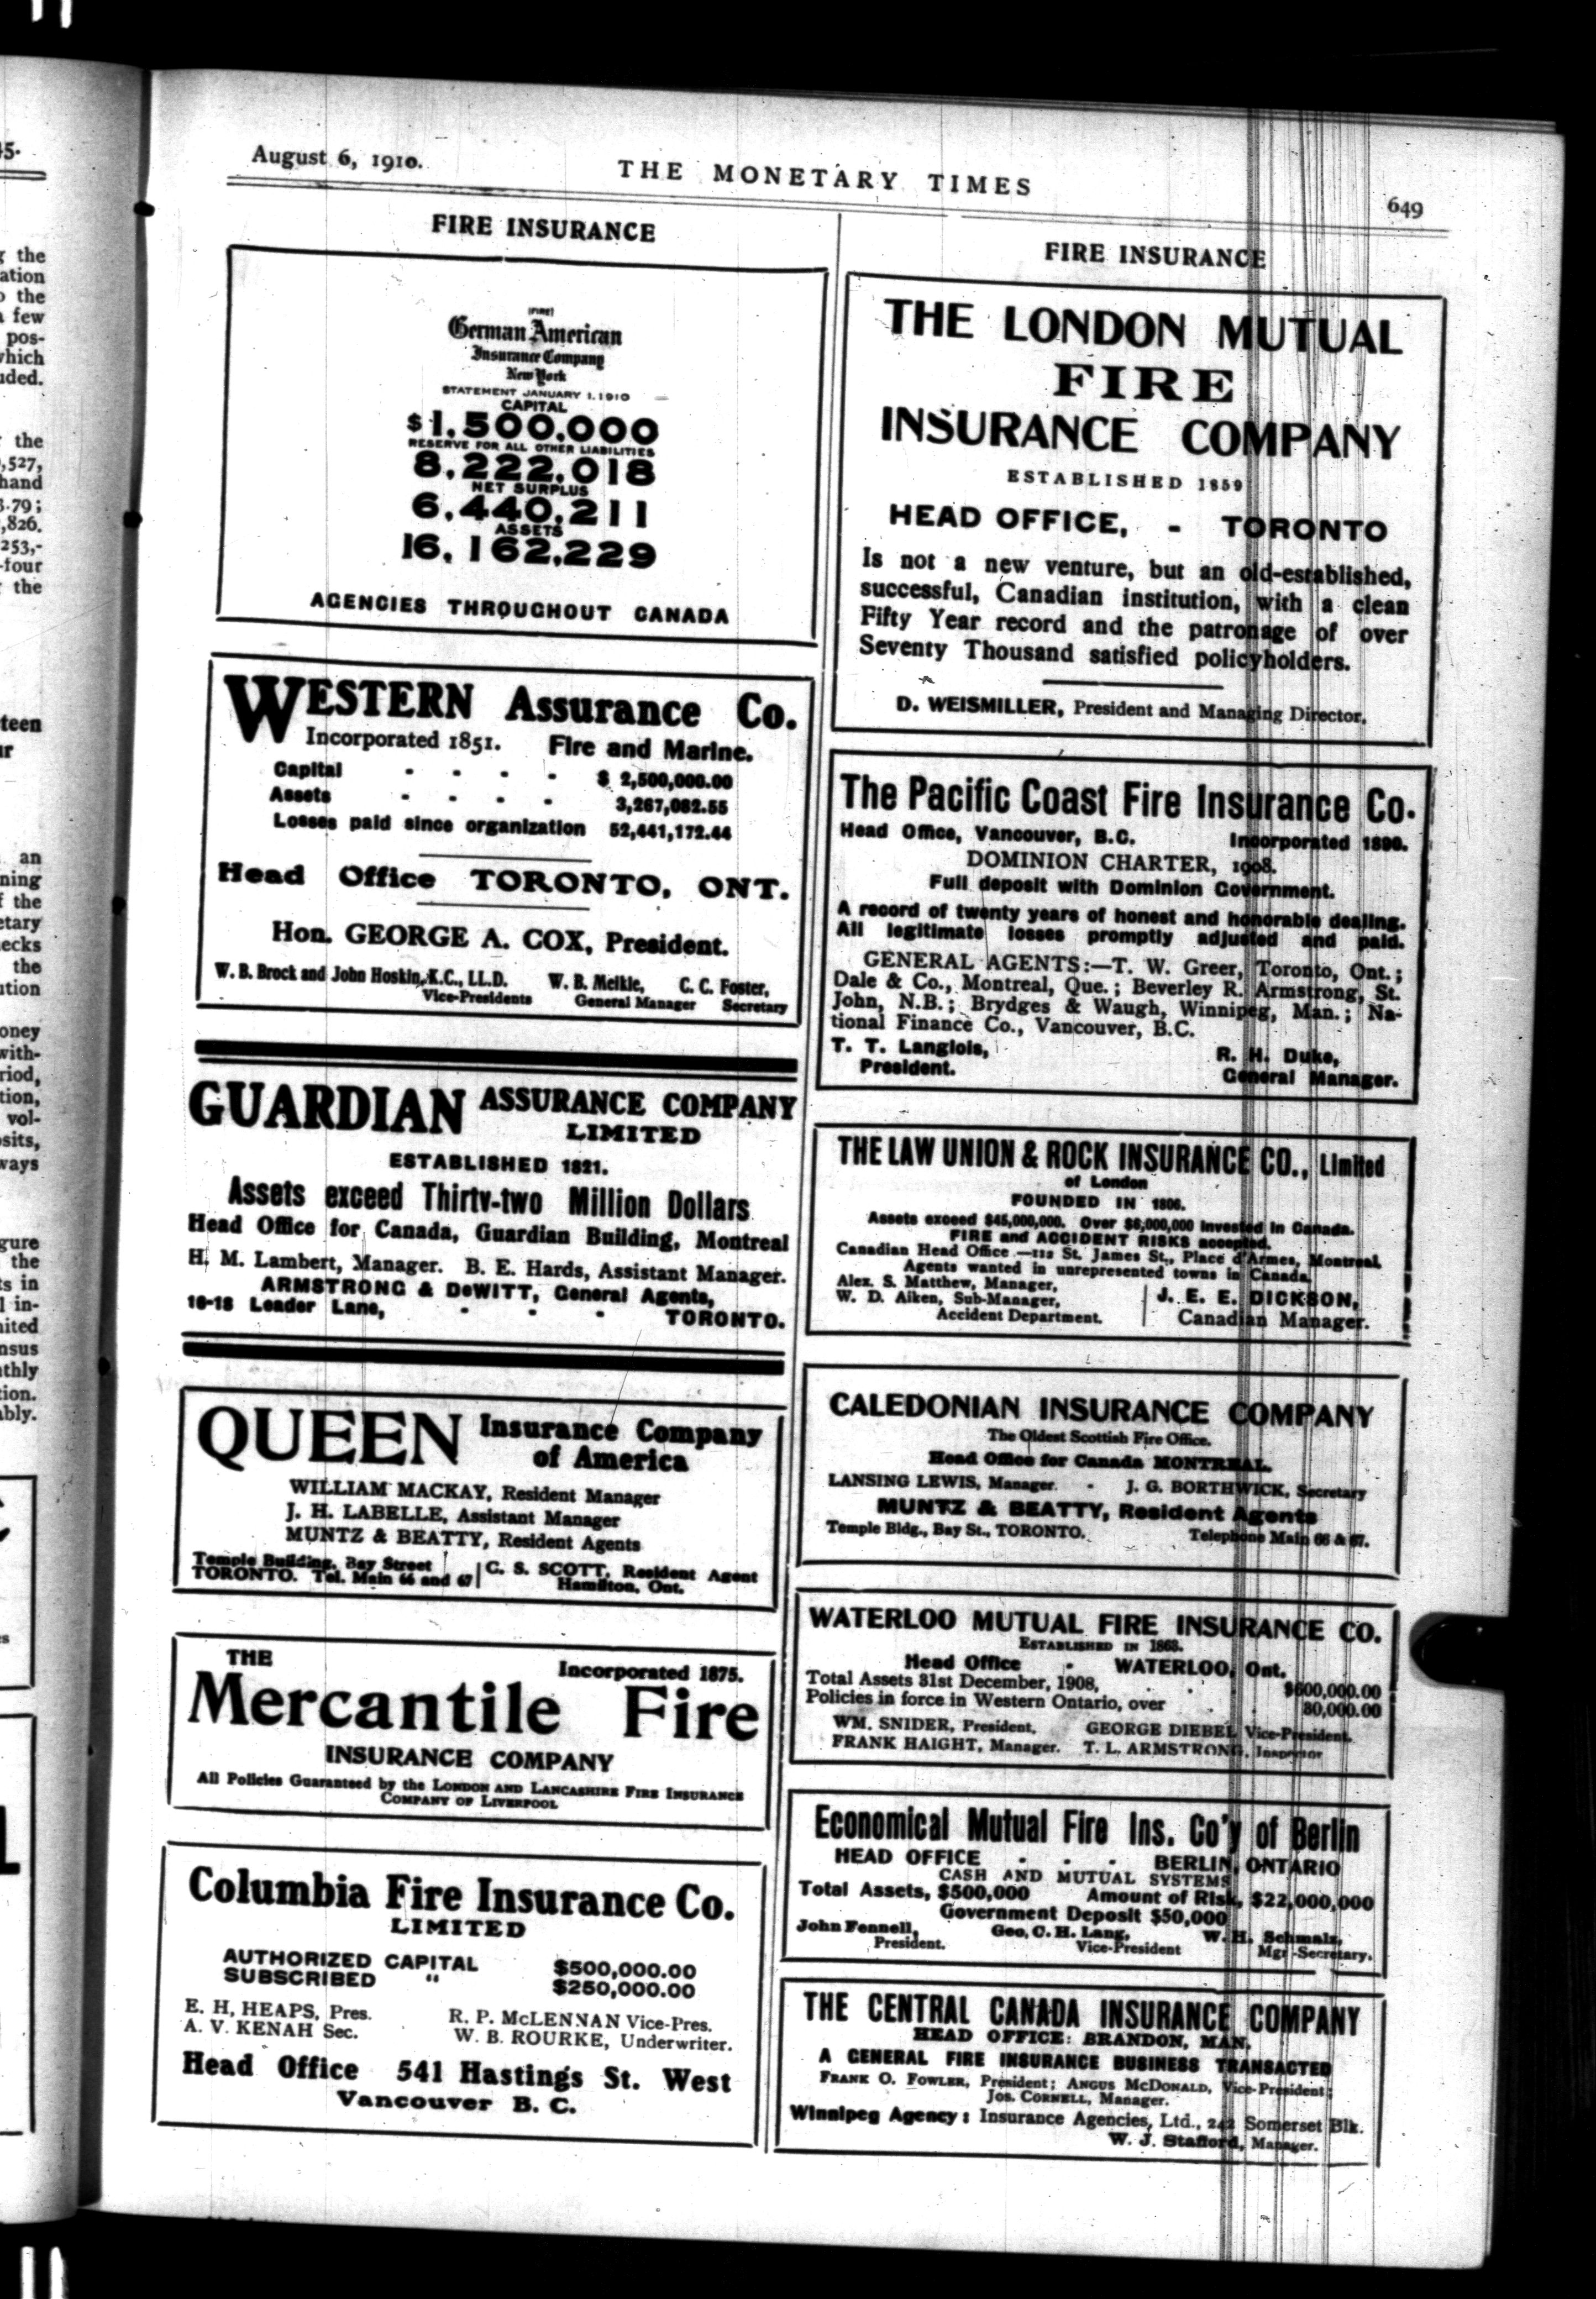 August 6, 1910.
THE MONETARY TIMES
649
FIRE INSURANCE
(FIRE)
German American
Insurance Company
New York
STATEMENT JANUARY 1, 1910
CAPITAL
$1,500,000
RESERVE FOR ALL OTHER LIABILITIES
8,222,018
NET SURPLUS
6,440,211
ASSETS
16,162,229
AGENCIES THROUGHOUT CANADA
WESTERN Assurance Co.
Incorporated 1851. Fire and Marine.
Capital - - - - $ 2,500,000.00
Assets - - - - 3,267,082.55
Losses paid since organization 52,441,172.44
Head Office TORONTO, ONT.
Hon. GEORGE A. COX, President.
W. B. Brock and John Hoskin, K.C., LL.D. W. B. Meikle, C. C. Foster,
Vice-Presidents General Manager Secretary
GUARDIAN ASSURANCE COMPANY
LIMITED
ESTABLISHED 1821.
Assets exceed Thirty-two Million Dollars
Head Office for Canada, Guardian Building, Montreal
H. M. Lambert, Manager. B. E. Hards, Assistant Manager.
ARMSTRONG & DeWITT, General Agents,
16-18 Leader Lane, - - - TORONTO.
QUEEN Insurance Company
of America
WILLIAM MACKAY, Resident Manager
J. H. LABELLE, Assistant Manager
MUNTZ & BEATTY, Resident Agents
Temple Building, Bay Street
TORONTO. Tel. Main 66 and 67
C. S. SCOTT, Resident Agent
Hamilton, Ont.
THE
Incorporated 1875.
Mercantile Fire
INSURANCE COMPANY
All Policies Guaranteed by the LONDON AND LANCASHIRE FIRE INSURANCE
COMPANY OF LIVERPOOL
Columbia Fire Insurance Co.
LIMITED
AUTHORIZED CAPITAL $500,000.00
SUBSCRIBED " $250,000.00
E. H, HEAPS, Pres. R. P. McLENNAN Vice-Pres.
A. V. KENAH Sec. W. B. ROURKE, Underwriter.
Head Office 541 Hastings St. West
Vancouver B. C.
FIRE INSURANCE
THE LONDON MUTUAL
FIRE
INSURANCE COMPANY
ESTABLISHED 1859
HEAD OFFICE, - TORONTO
Is not a new venture, but an old-established,
successful, Canadian institution, with a clean
Fifty Year record and the patronage of over
Seventy Thousand satisfied policyholders.
D. WEISMILLER, President and Managing Director.
The Pacific Coast Fire Insurance Co.
Head Office, Vancouver, B.C. Incorporated 1890.
DOMINION CHARTER, 1908.
Full deposit with Dominion Government.
A record of twenty years of honest and honorable dealing.
All legitimate losses promptly adjusted and paid.
GENERAL AGENTS:—T. W. Greer, Toronto, Ont.;
Dale & Co., Montreal, Que.; Beverley R. Armstrong, St.
John, N.B.; Brydges & Waugh, Winnipeg, Man.; Na-
tional Finance Co., Vancouver, B.C.
T. T. Langlois, R. H. Duke,
President. General Manager.
THE LAW UNION & ROCK INSURANCE CO., Limited
of London
FOUNDED IN 1806.
Assets exceed $45,000,000. Over $6,000,000 Invested in Canada.
FIRE and ACCIDENT RISKS accepted.
Canadian Head Office—112 St. James St., Place d'Armes, Montreal.
Agents wanted in unrepresented towns in Canada.
Alex. S. Matthew, Manager,
W. D. Aiken, Sub-Manager,
Accident Department.
J. E. E. DICKSON,
Canadian Manager.
CALEDONIAN INSURANCE COMPANY
The Oldest Scottish Fire Office.
Head Office for Canada MONTREAL.
LANSING LEWIS, Manager. - J. G. BORTHWICK, Secretary
MUNTZ & BEATTY, Resident Agents
Temple Bldg., Bay St., TORONTO. Telephone Main 66 & 67.
WATERLOO MUTUAL FIRE INSURANCE CO.
ESTABLISHED IN 1863.
Head Office - WATERLOO, Ont.
Total Assets 31st December, 1908, $600,000.00
Policies in force in Western Ontario, over 30,000.00
WM. SNIDER, President, GEORGE DIEBEL Vice-President.
FRANK HAIGHT, Manager. T. L. ARMSTRONG, Inspector
Economical Mutual Fire Ins. Co'y of Berlin
HEAD OFFICE - - - BERLIN, ONTARIO
CASH AND MUTUAL SYSTEMS
Total Assets, $500,000 Amount of Risk, $22,000,000
Government Deposit $50,000
John Fennell, Geo. C. H. Lang, W. H. Schmalz,
President. Vice-President Mgr-Secretary.
THE CENTRAL CANADA INSURANCE COMPANY
HEAD OFFICE: BRANDON, MAN.
A GENERAL FIRE INSURANCE BUSINESS TRANSACTED
FRANK O. FOWLER, President; ANGUS McDONALD, Vice-President;
JOS. CORNELL, Manager.
Winnipeg Agency: Insurance Agencies, Ltd., 242 Somerset Blk.
W. J. Stafford, Manager.